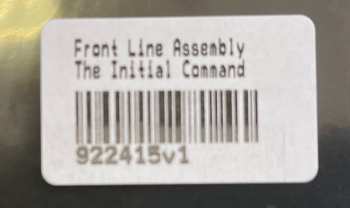 Front Line Assembly
The Initial Command
922415v1